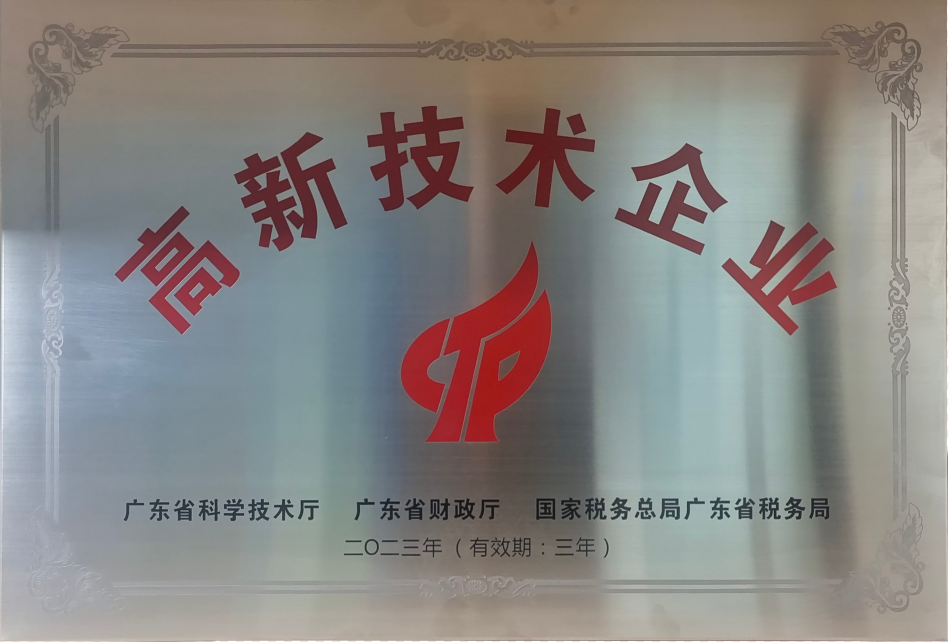 高新技术企业
广东省科学技术厅 广东省财政厅 国家税务总局广东省税务局
二〇二三年（有效期：三年）